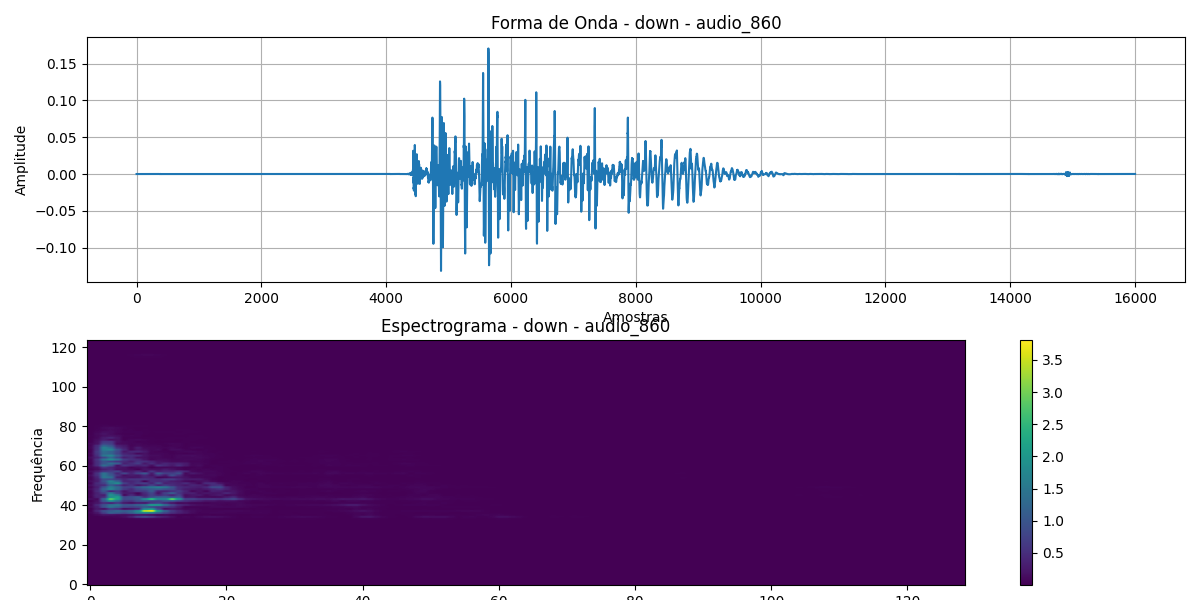 Forma de Onda - down - audio_860
Amplitude
0.15
0.10
0.05
0.00
−0.05
−0.10
0 2000 4000 6000 8000 10000 12000 14000 16000
Amostras
Espectrograma - down - audio_860
Frequência
120
100
80
60
40
20
0
0 20 40 60 80 100 120
3.5
3.0
2.5
2.0
1.5
1.0
0.5